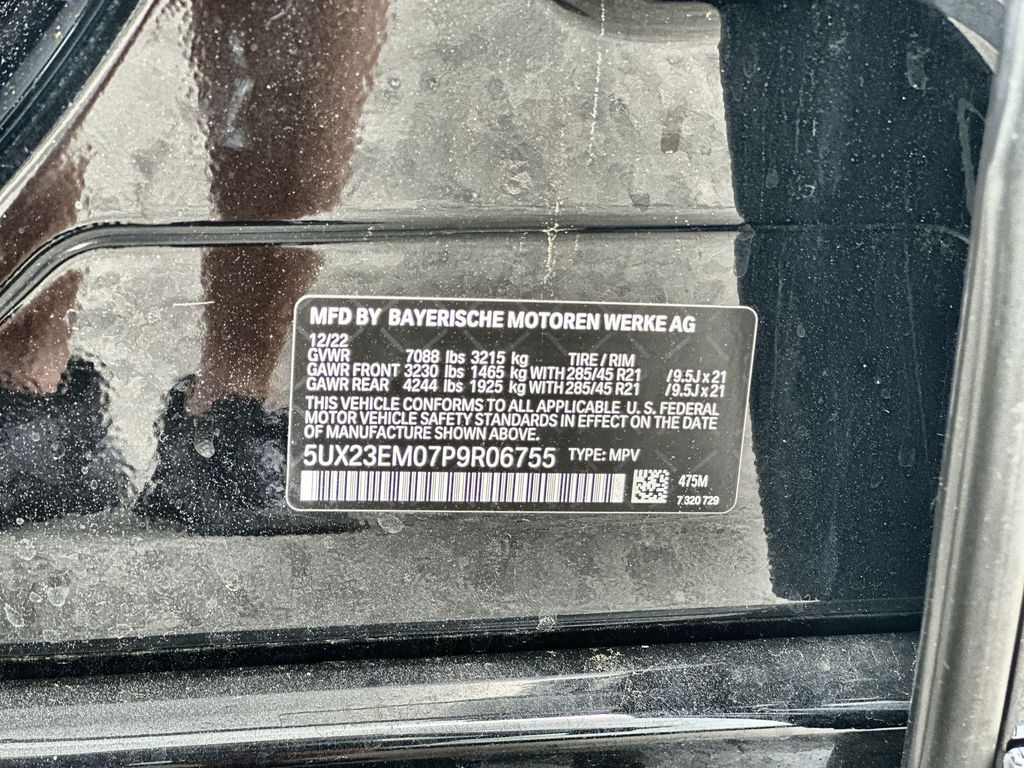 MFD BY BAYERISCHE MOTOREN WERKE AG
12/22
GVWR 7088 lbs 3215 kg TIRE / RIM
GAWR FRONT 3230 lbs 1465 kg WITH 285/45 R21 /9.5J x 21
GAWR REAR 4244 lbs 1925 kg WITH 285/45 R21 /9.5J x 21
THIS VEHICLE CONFORMS TO ALL APPLICABLE U. S. FEDERAL
MOTOR VEHICLE SAFETY STANDARDS IN EFFECT ON THE DATE
OF MANUFACTURE SHOWN ABOVE.
5UX23EM07P9R06755 TYPE: MPV
475M
7 320 729